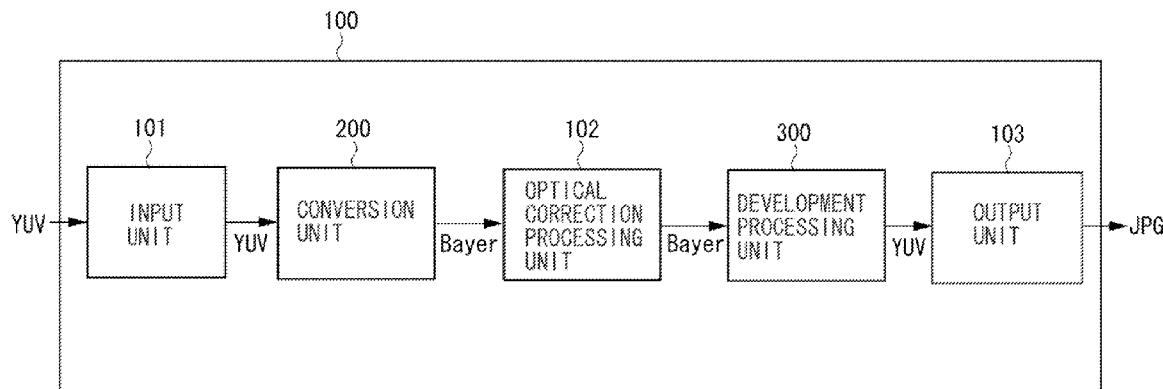 100
101
200
102
300
103
YUV
INPUT
UNIT
YUV
CONVERSION
UNIT
Bayer
OPTICAL
CORRECTION
PROCESSING
UNIT
Bayer
DEVELOPMENT
PROCESSING
UNIT
YUV
OUTPUT
UNIT
JPG